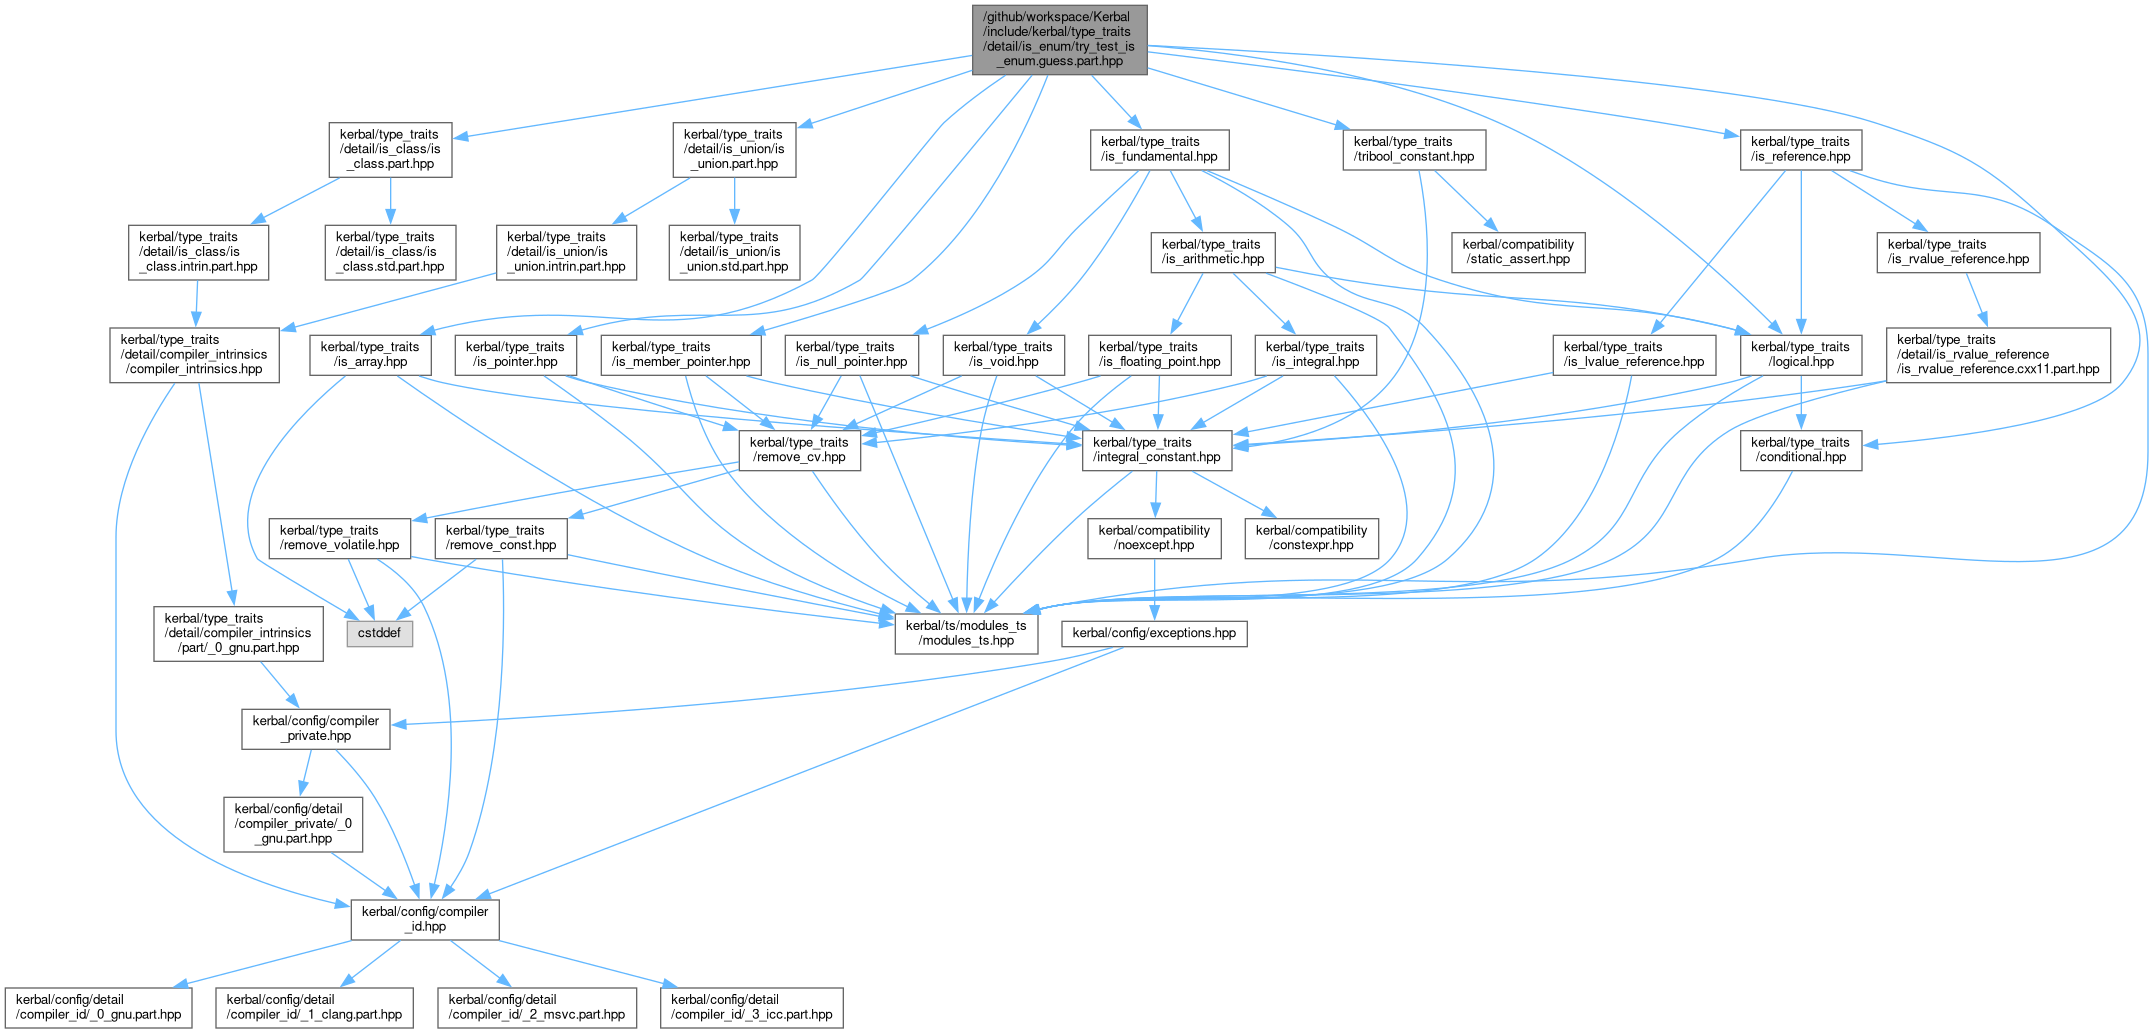 /github/workspace/Kerbal
/include/kerbal/type_traits
/detail/is_enum/try_test_is
_enum.guess.part.hpp
kerbal/type_traits
/detail/is_class/is
_class.part.hpp
kerbal/type_traits
/detail/is_union/is
_union.part.hpp
kerbal/type_traits
/is_fundamental.hpp
kerbal/type_traits
/tribool_constant.hpp
kerbal/type_traits
/is_reference.hpp
kerbal/type_traits
/detail/is_class/is
_class.intrin.part.hpp
kerbal/type_traits
/detail/is_class/is
_class.std.part.hpp
kerbal/type_traits
/detail/is_union/is
_union.intrin.part.hpp
kerbal/type_traits
/detail/is_union/is
_union.std.part.hpp
kerbal/type_traits
/is_arithmetic.hpp
kerbal/compatibility
/static_assert.hpp
kerbal/type_traits
/is_rvalue_reference.hpp
kerbal/type_traits
/detail/compiler_intrinsics
/compiler_intrinsics.hpp
kerbal/type_traits
/is_array.hpp
kerbal/type_traits
/is_pointer.hpp
kerbal/type_traits
/is_member_pointer.hpp
kerbal/type_traits
/is_null_pointer.hpp
kerbal/type_traits
/is_void.hpp
kerbal/type_traits
/is_floating_point.hpp
kerbal/type_traits
/is_integral.hpp
kerbal/type_traits
/is_lvalue_reference.hpp
kerbal/type_traits
/logical.hpp
kerbal/type_traits
/detail/is_rvalue_reference
/is_rvalue_reference.cxx11.part.hpp
kerbal/type_traits
/remove_cv.hpp
kerbal/type_traits
/integral_constant.hpp
kerbal/type_traits
/conditional.hpp
kerbal/type_traits
/remove_volatile.hpp
kerbal/type_traits
/remove_const.hpp
kerbal/compatibility
/noexcept.hpp
kerbal/compatibility
/constexpr.hpp
kerbal/type_traits
/detail/compiler_intrinsics
/part/_0_gnu.part.hpp
cstddef
kerbal/ts/modules_ts
/modules_ts.hpp
kerbal/config/exceptions.hpp
kerbal/config/compiler
_private.hpp
kerbal/config/detail
/compiler_private/_0
_gnu.part.hpp
kerbal/config/compiler
_id.hpp
kerbal/config/detail
/compiler_id/_0_gnu.part.hpp
kerbal/config/detail
/compiler_id/_1_clang.part.hpp
kerbal/config/detail
/compiler_id/_2_msvc.part.hpp
kerbal/config/detail
/compiler_id/_3_icc.part.hpp